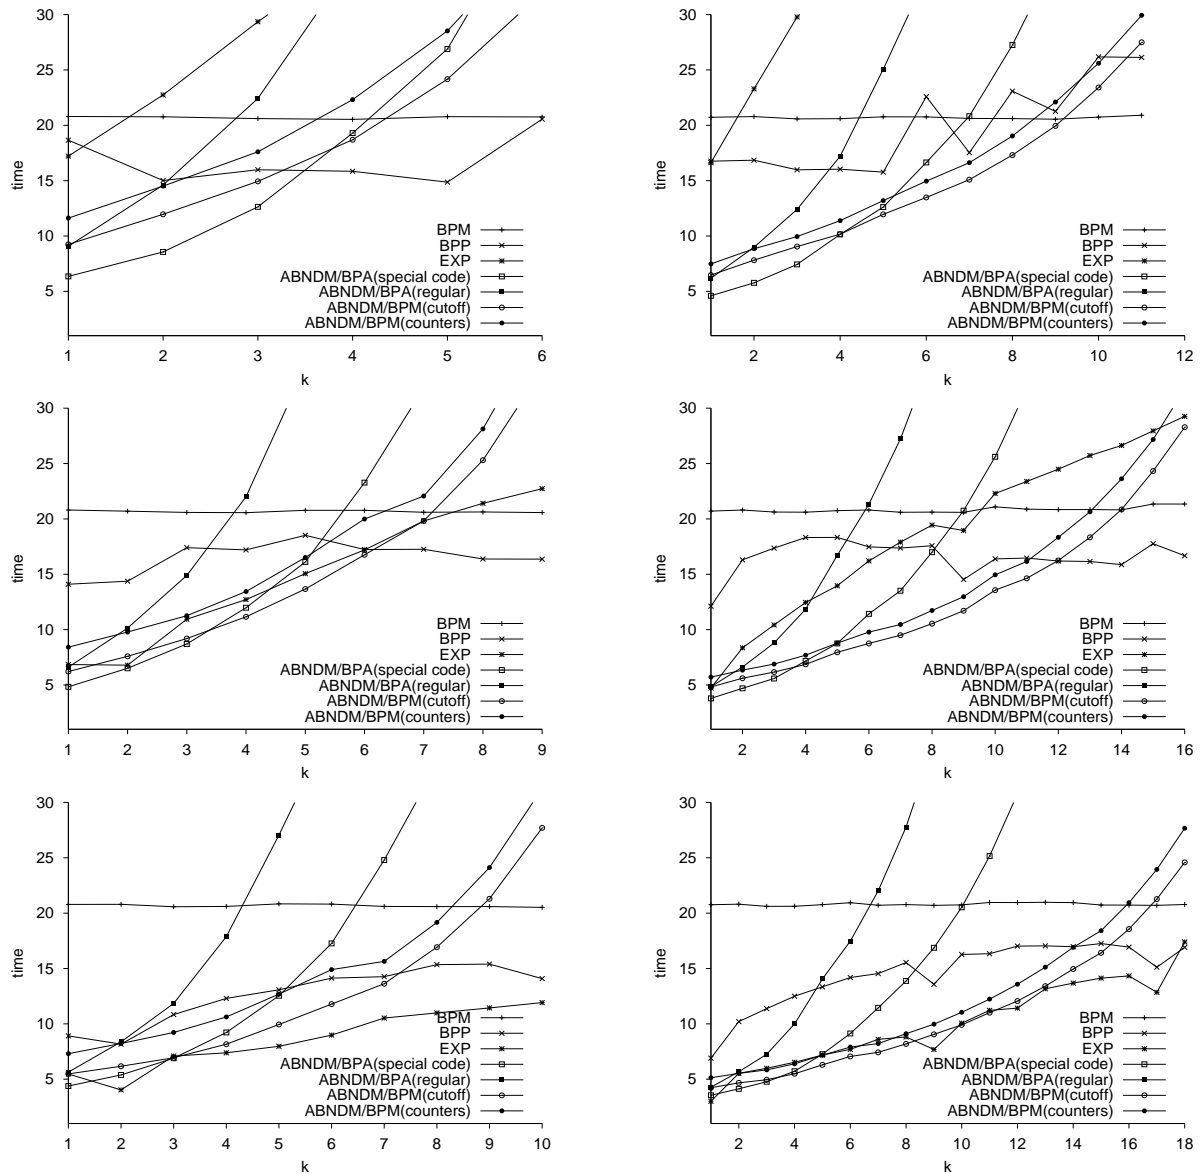 30
25
20
15
10
5
time
1 2 3 4 5 6
k
BPM
BPP
EXP
ABNDM/BPA(special code)
ABNDM/BPA(regular)
ABNDM/BPM(cutoff)
ABNDM/BPM(counters)
30
25
20
15
10
5
time
2 4 6 8 10 12
k
BPM
BPP
EXP
ABNDM/BPA(special code)
ABNDM/BPA(regular)
ABNDM/BPM(cutoff)
ABNDM/BPM(counters)
30
25
20
15
10
5
time
1 2 3 4 5 6 7 8 9
k
BPM
BPP
EXP
ABNDM/BPA(special code)
ABNDM/BPA(regular)
ABNDM/BPM(cutoff)
ABNDM/BPM(counters)
30
25
20
15
10
5
time
2 4 6 8 10 12 14 16
k
BPM
BPP
EXP
ABNDM/BPA(special code)
ABNDM/BPA(regular)
ABNDM/BPM(cutoff)
ABNDM/BPM(counters)
30
25
20
15
10
5
time
1 2 3 4 5 6 7 8 9 10
k
BPM
BPP
EXP
ABNDM/BPA(special code)
ABNDM/BPA(regular)
ABNDM/BPM(cutoff)
ABNDM/BPM(counters)
30
25
20
15
10
5
time
2 4 6 8 10 12 14 16 18
k
BPM
BPP
EXP
ABNDM/BPA(special code)
ABNDM/BPA(regular)
ABNDM/BPM(cutoff)
ABNDM/BPM(counters)